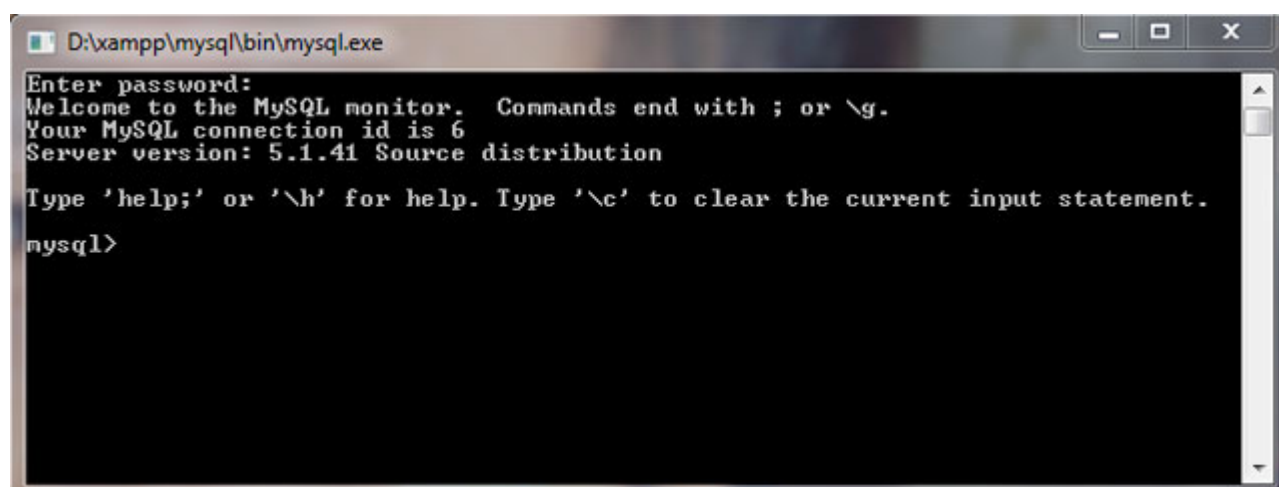 D:\xampp\mysql\bin\mysql.exe
Enter password:
Welcome to the MySQL monitor.  Commands end with ; or \g.
Your MySQL connection id is 6
Server version: 5.1.41 Source distribution
Type 'help;' or '\h' for help. Type '\c' to clear the current input statement.
mysql>